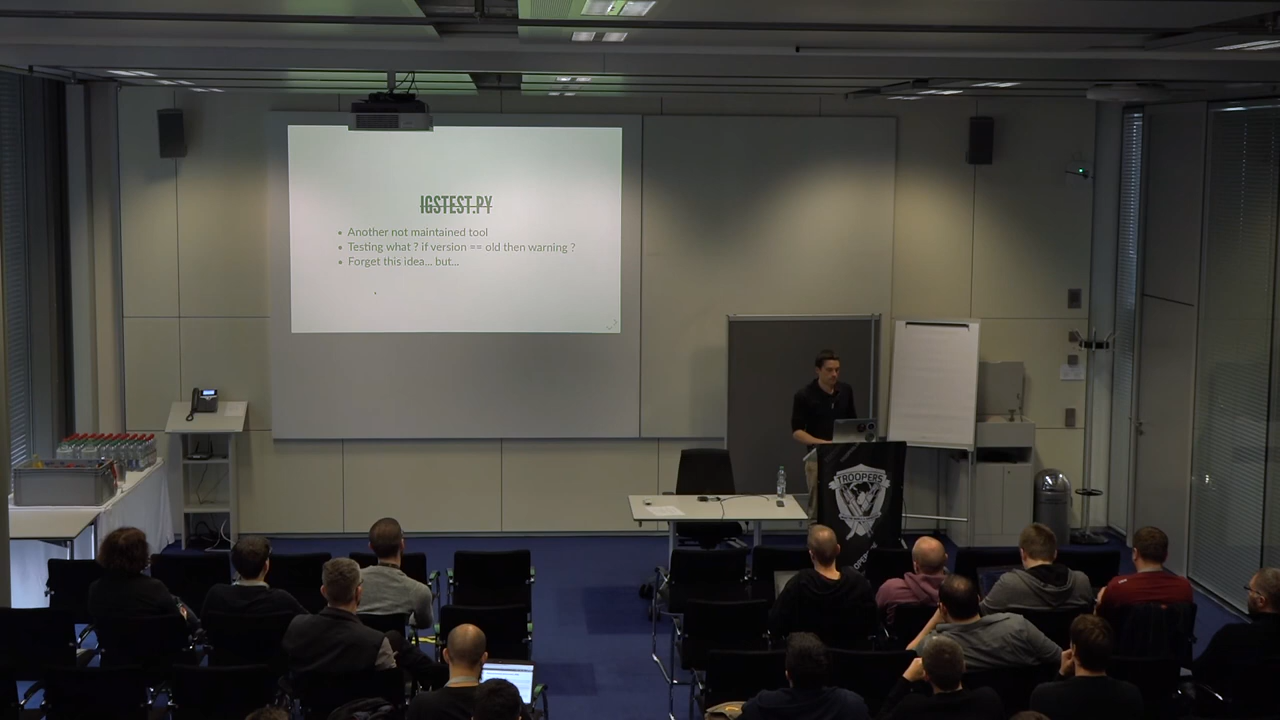 IGSTEST.PY
Another not maintained tool
Testing what ? if version == old then warning ?
Forget this idea... but...
TROOPERS